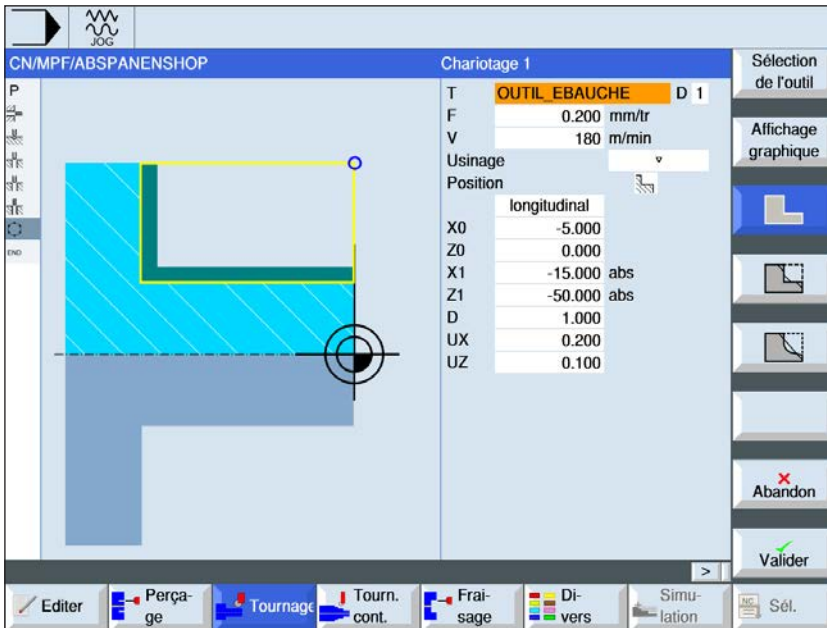 JOG
CN/MPF/ABSPANENSHOP
Chariotage 1
P
END
T OUTIL_EBAUCHE D 1
F 0.200 mm/tr
V 180 m/min
Usinage
Position
longitudinal
X0 -5.000
Z0 0.000
X1 -15.000 abs
Z1 -50.000 abs
D 1.000
UX 0.200
UZ 0.100
Sélection
de l'outil
Affichage
graphique
Abandon
Valider
>
Editer
Perça-
ge
Tournage
Tourn.
cont.
Frai-
sage
Di-
vers
Simu-
lation
NC
Sél.